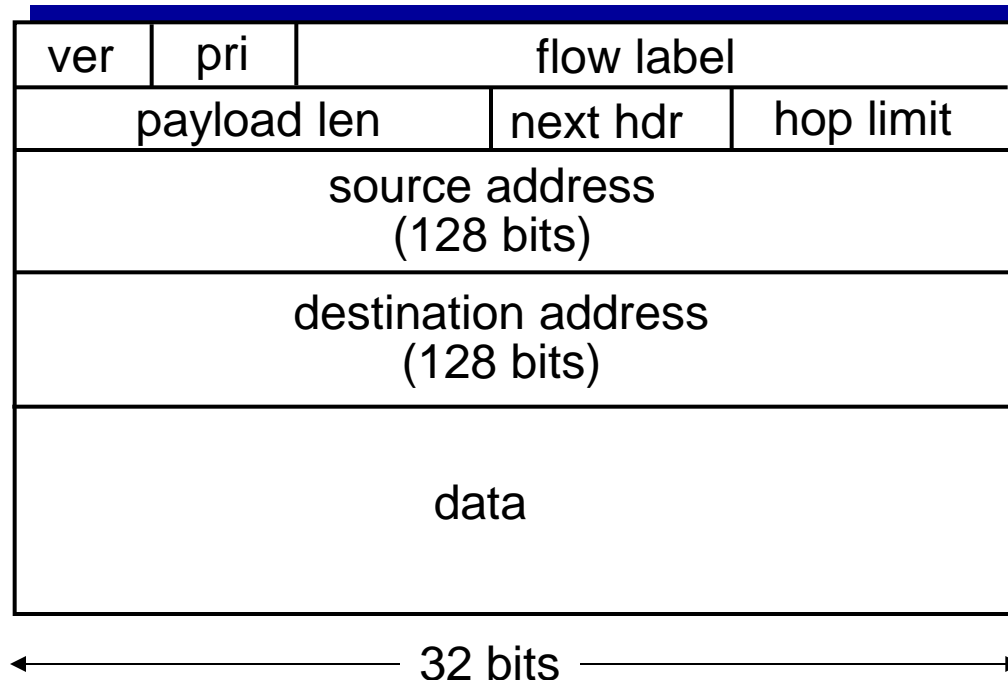 ver pri flow label
payload len next hdr hop limit
source address
(128 bits)
destination address
(128 bits)
data
32 bits